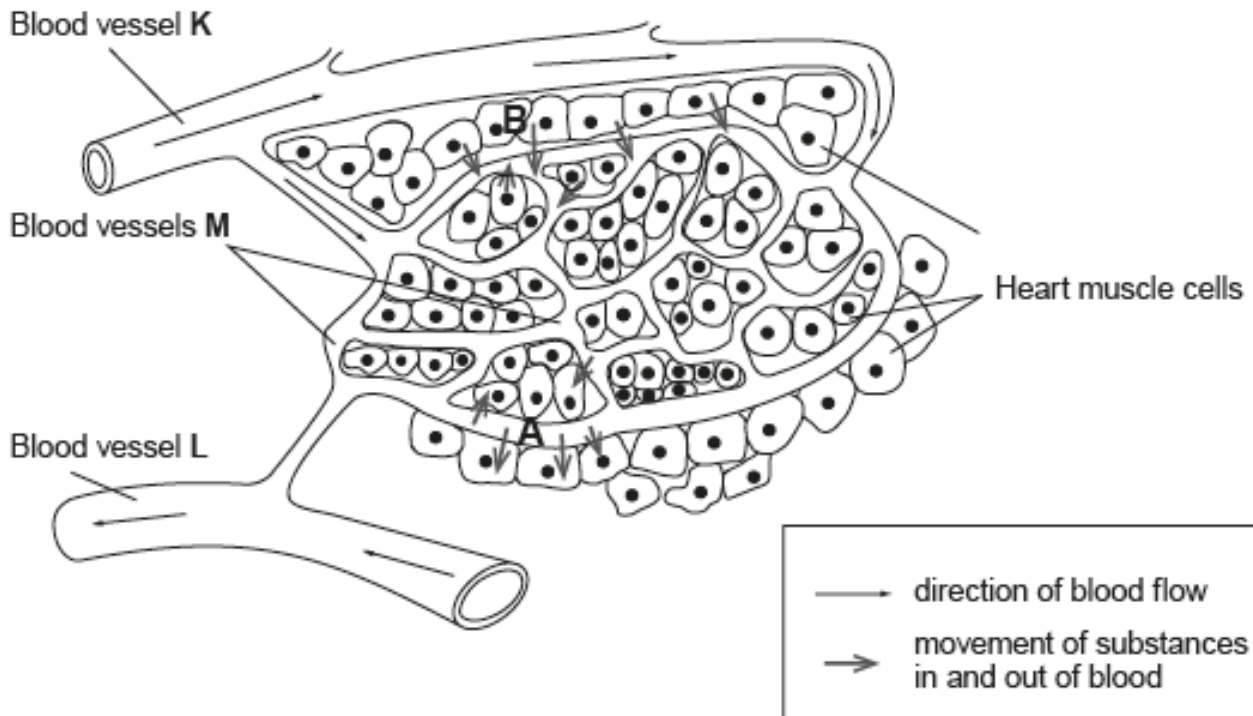 Blood vessel K
B
Blood vessels M
Heart muscle cells
A
Blood vessel L
direction of blood flow
movement of substances
in and out of blood